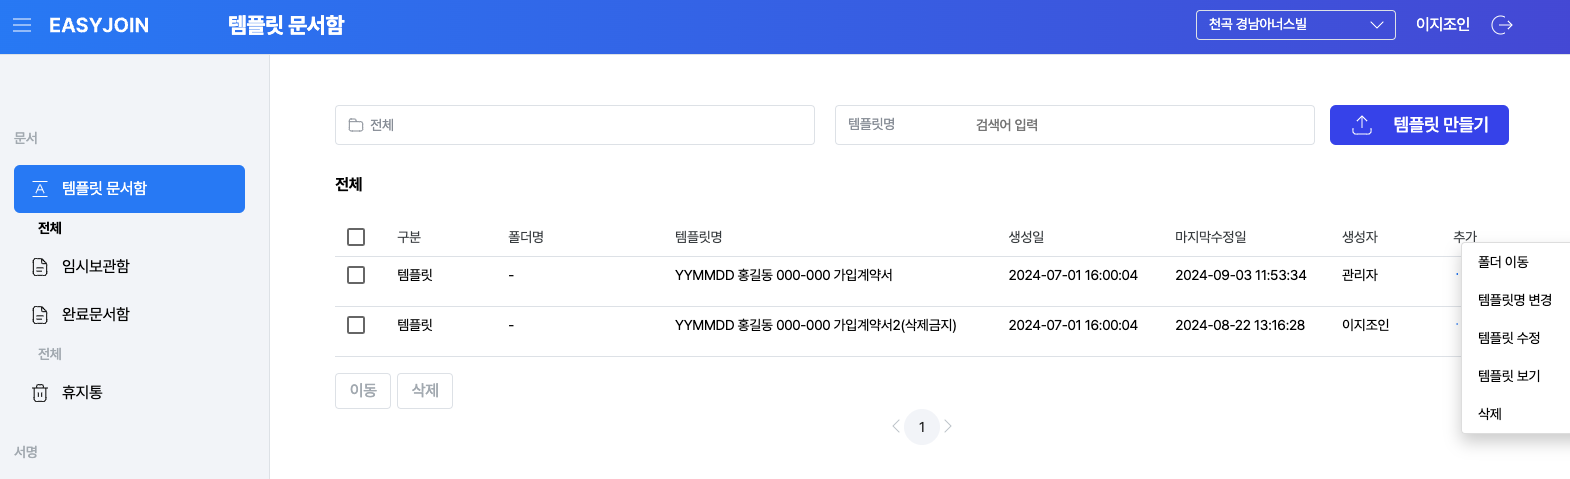 EASYJOIN
템플릿 문서함
천곡 경남아너스빌
이지조인
문서
템플릿 문서함
전체
임시보관함
완료문서함
전체
휴지통
서명
전체
템플릿명 검색어 입력
템플릿 만들기
전체
구분 폴더명 템플릿명 생성일 마지막수정일 생성자 추가
템플릿 - YYMMDD 홍길동 000-000 가입계약서 2024-07-01 16:00:04 2024-09-03 11:53:34 관리자
템플릿 - YYMMDD 홍길동 000-000 가입계약서2(삭제금지) 2024-07-01 16:00:04 2024-08-22 13:16:28 이지조인
이동 삭제
1
폴더 이동
템플릿명 변경
템플릿 수정
템플릿 보기
삭제